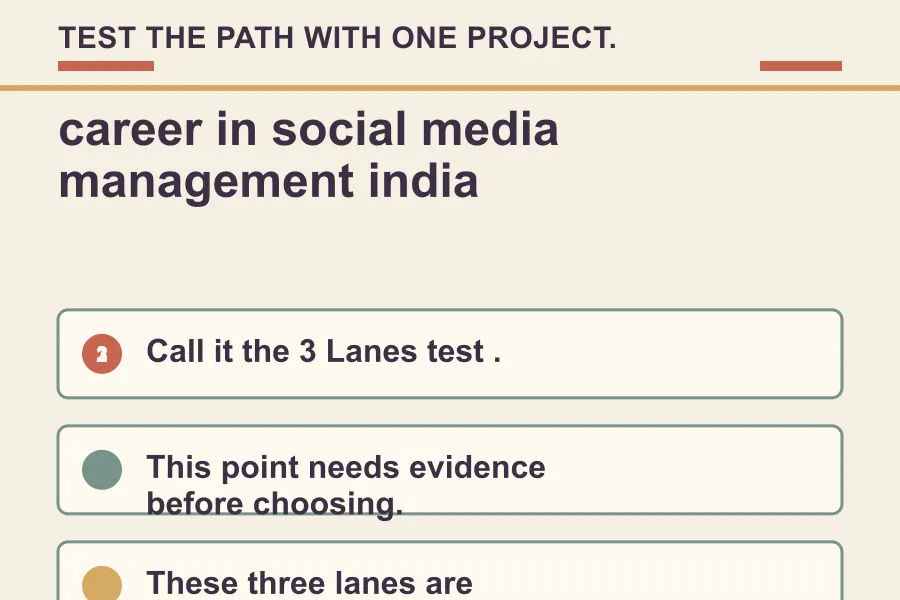 TEST THE PATH WITH ONE PROJECT.
career in social media
management india
Call it the 3 Lanes test .
This point needs evidence
before choosing.
These three lanes are